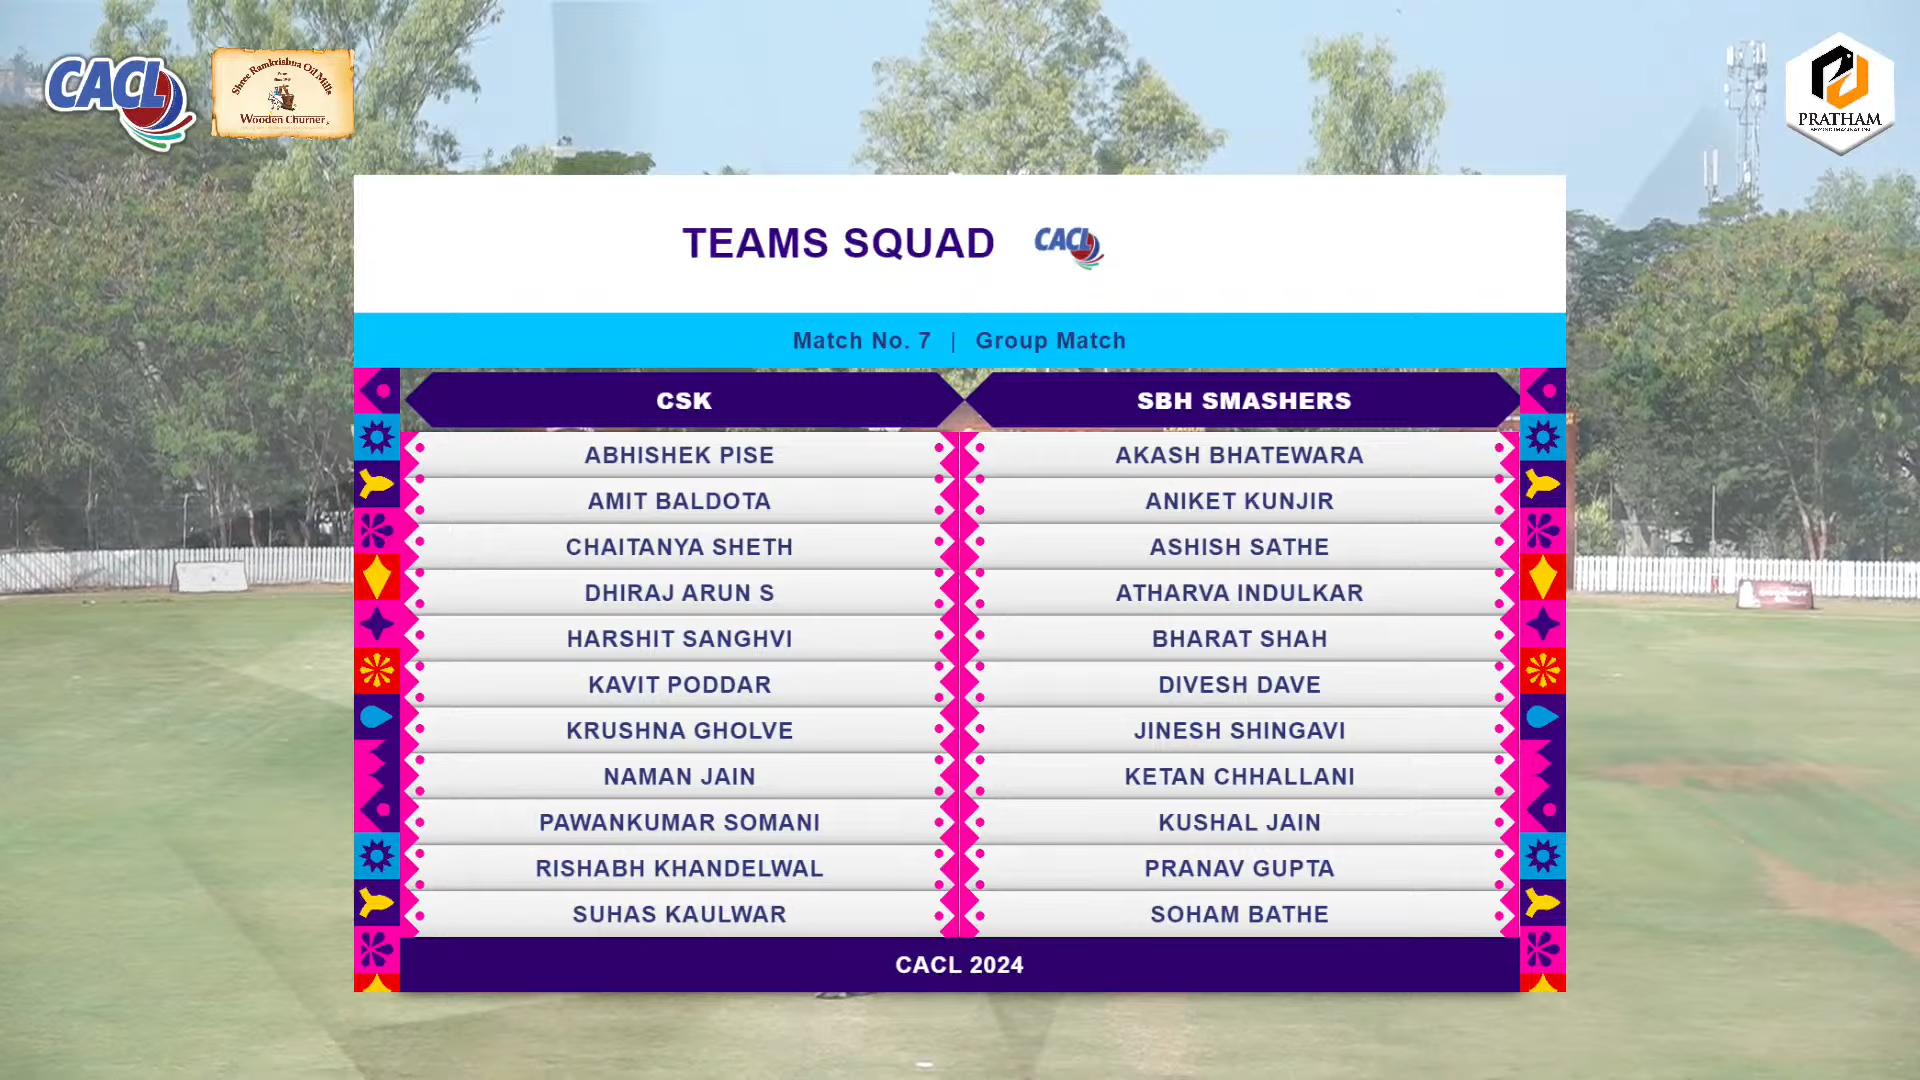 CACL
Shree Ramkrishna Oil Mills
Wooden Churner
PRATHAM
TEAMS SQUAD
CACL
Match No. 7 | Group Match
CSK
SBH SMASHERS
ABHISHEK PISE
AKASH BHATEWARA
AMIT BALDOTA
ANIKET KUNJIR
CHAITANYA SHETH
ASHISH SATHE
DHIRAJ ARUN S
ATHARVA INDULKAR
HARSHIT SANGHVI
BHARAT SHAH
KAVIT PODDAR
DIVESH DAVE
KRUSHNA GHOLVE
JINESH SHINGAVI
NAMAN JAIN
KETAN CHHALLANI
PAWANKUMAR SOMANI
KUSHAL JAIN
RISHABH KHANDELWAL
PRANAV GUPTA
SUHAS KAULWAR
SOHAM BATHE
CACL 2024